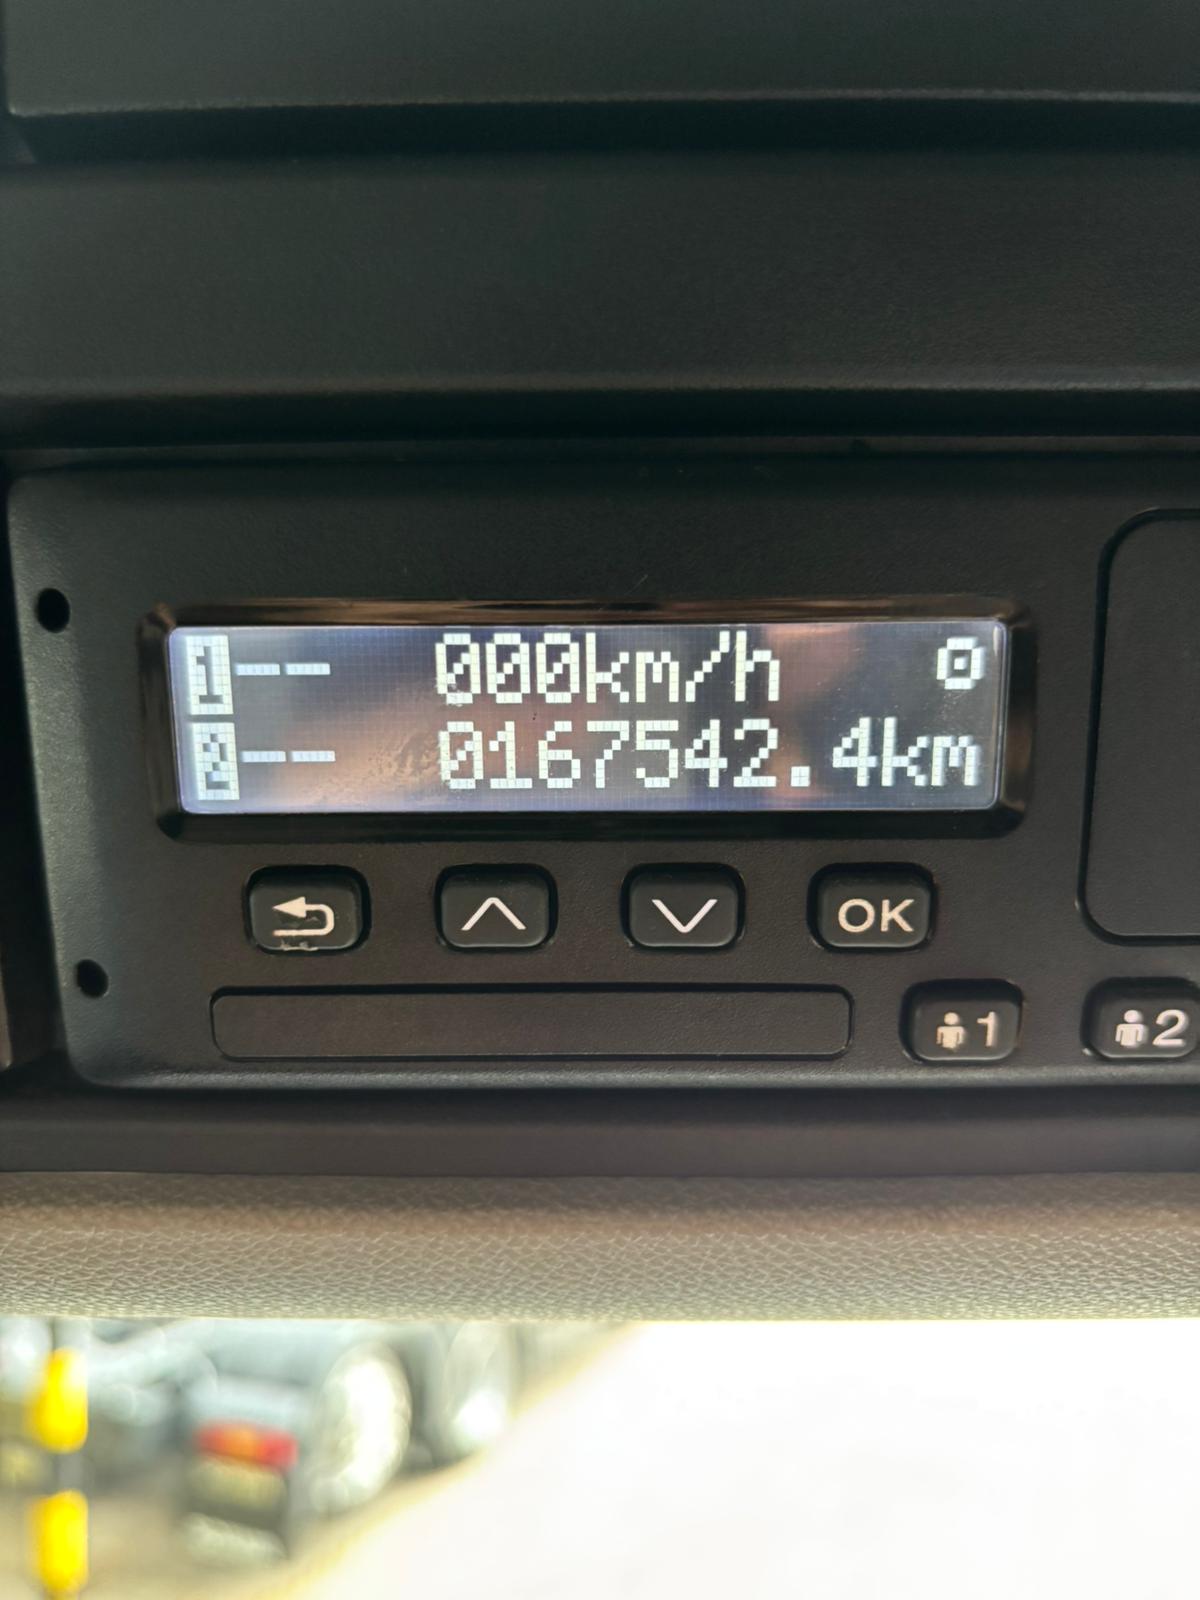 1 -- -- 000km/h
2 -- -- 0167542.4km
OK
1 2